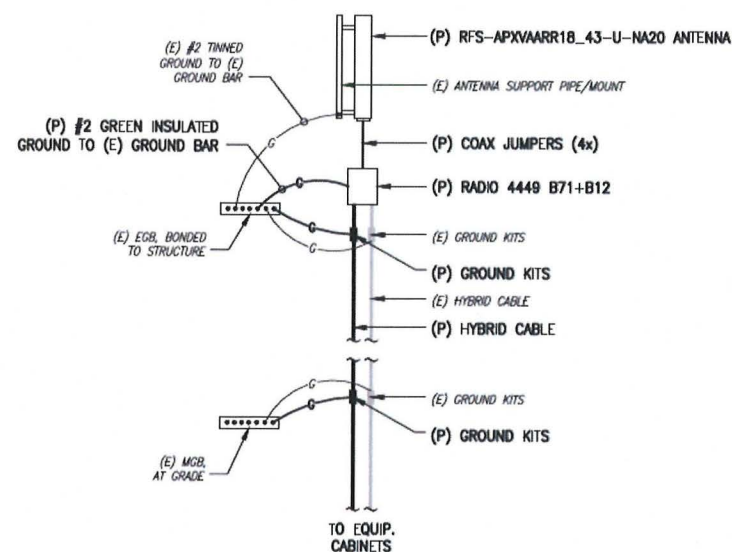 (E) #2 TINNED
GROUND TO (E)
GROUND BAR
(P) RFS-APXVAARR18_43-U-NA20 ANTENNA
(E) ANTENNA SUPPORT PIPE/MOUNT
(P) #2 GREEN INSULATED
GROUND TO (E) GROUND BAR
G
(P) COAX JUMPERS (4x)
G
(P) RADIO 4449 B71+B12
(E) EGB, BONDED
TO STRUCTURE
G
G
(E) GROUND KITS
(P) GROUND KITS
(E) HYBRID CABLE
(P) HYBRID CABLE
G
G
(E) GROUND KITS
(P) GROUND KITS
(E) MGB,
AT GRADE
TO EQUIP.
CABINETS